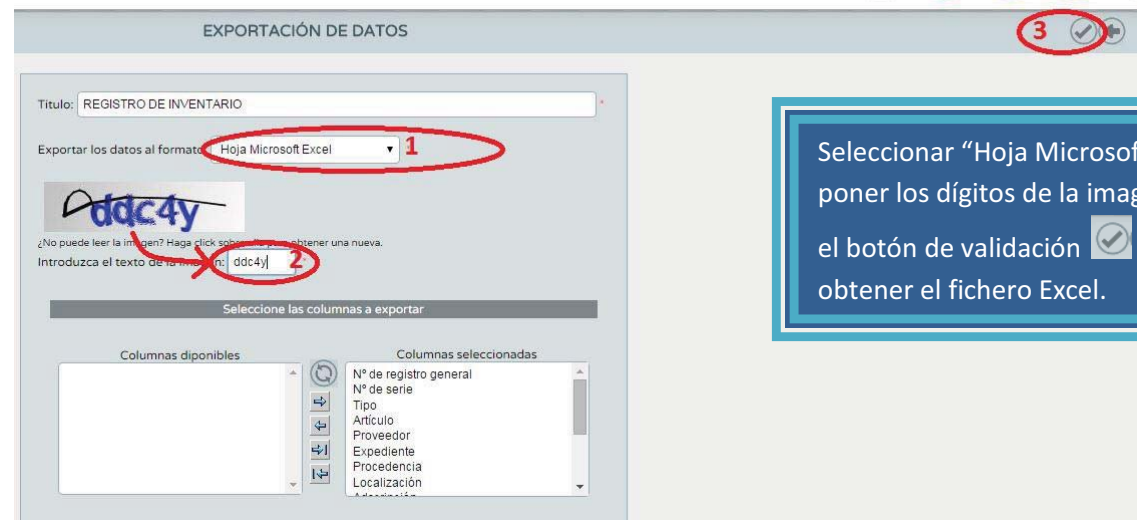 EXPORTACIÓN DE DATOS
3
Titulo: REGISTRO DE INVENTARIO *
Exportar los datos al formato: Hoja Microsoft Excel 1
ddc4y
¿No puede leer la imagen? Haga click sobre ella para obtener una nueva.
Introduzca el texto de la imagen: ddc4y 2 *
Seleccione las columnas a exportar
Columnas diponibles
Columnas seleccionadas
Nº de registro general
Nº de serie
Tipo
Artículo
Proveedor
Expediente
Procedencia
Localización
Seleccionar “Hoja Microsof
poner los dígitos de la imag
el botón de validación
obtener el fichero Excel.